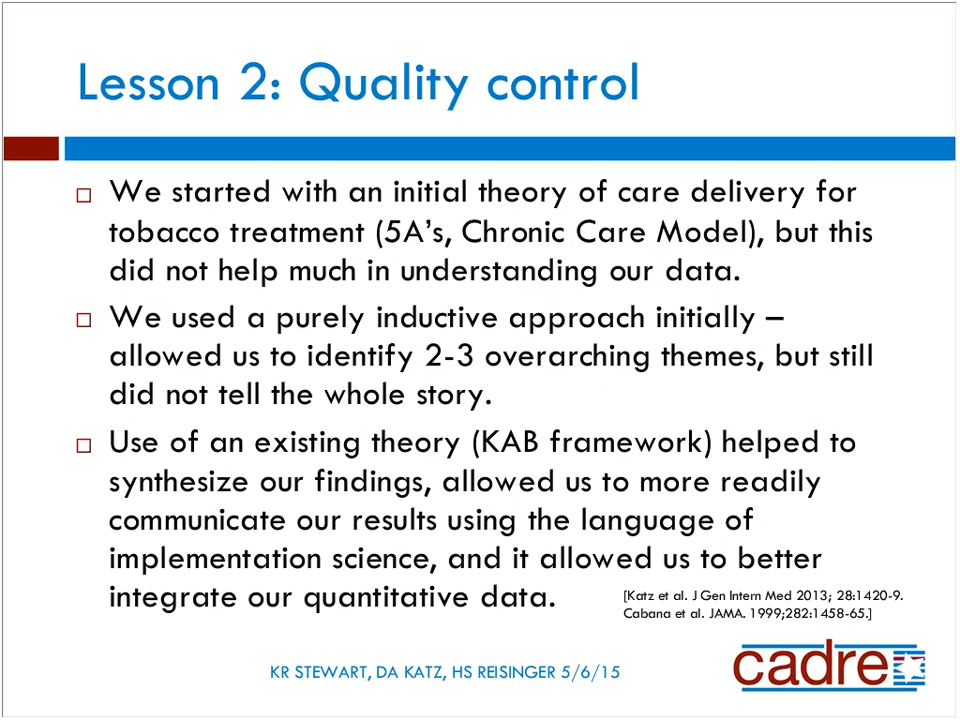 Lesson 2: Quality control
We started with an initial theory of care delivery for
tobacco treatment (5A’s, Chronic Care Model), but this
did not help much in understanding our data.
We used a purely inductive approach initially –
allowed us to identify 2-3 overarching themes, but still
did not tell the whole story.
Use of an existing theory (KAB framework) helped to
synthesize our findings, allowed us to more readily
communicate our results using the language of
implementation science, and it allowed us to better
integrate our quantitative data.
[Katz et al. J Gen Intern Med 2013; 28:1420-9.
Cabana et al. JAMA. 1999;282:1458-65.]
KR STEWART, DA KATZ, HS REISINGER 5/6/15
cadre